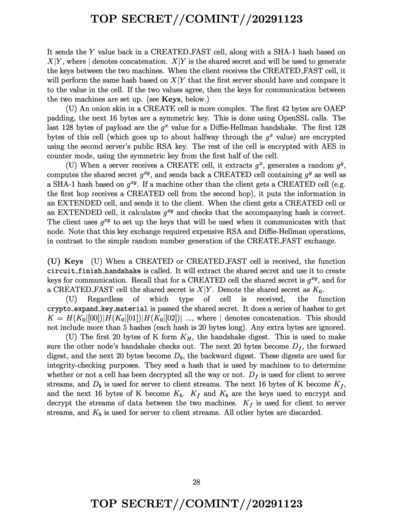 TOP SECRET//COMINT//20291123
It sends the Y value back in a CREATED_FAST cell, along with a SHA-1 hash based on
X|Y, where | denotes concatenation. X|Y is the shared secret and will be used to generate
the keys between the two machines. When the client receives the CREATED_FAST cell, it
will perform the same hash based on X|Y that the first server should have and compare it
to the value in the cell. If the two values agree, then the keys for communication between
the two machines are set up. (see Keys, below.)
(U) An onion skin in a CREATE cell is more complex. The first 42 bytes are OAEP
padding, the next 16 bytes are a symmetric key. This is done using OpenSSL calls. The
last 128 bytes of payload are the gˣ value for a Diffie-Hellman handshake. The first 128
bytes of this cell (which goes up to about halfway through the gˣ value) are encrypted
using the second server's public RSA key. The rest of the cell is encrypted with AES in
counter mode, using the symmetric key from the first half of the cell.
(U) When a server receives a CREATE cell, it extracts gˣ, generates a random gʸ,
computes the shared secret gˣʸ, and sends back a CREATED cell containing gʸ as well as
a SHA-1 hash based on gˣʸ. If a machine other than the client gets a CREATED cell (e.g.
the first hop receives a CREATED cell from the second hop), it puts the information in
an EXTENDED cell, and sends it to the client. When the client gets a CREATED cell or
an EXTENDED cell, it calculates gˣʸ and checks that the accompanying hash is correct.
The client uses gˣʸ to set up the keys that will be used when it communicates with that
node. Note that this key exchange required expensive RSA and Diffie-Hellman operations,
in contrast to the simple random number generation of the CREATE_FAST exchange.
(U) Keys (U) When a CREATED or CREATED_FAST cell is received, the function
circuit_finish_handshake is called. It will extract the shared secret and use it to create
keys for communication. Recall that for a CREATED cell the shared secret is gˣʸ, and for
a CREATED_FAST cell the shared secret is X|Y. Denote the shared secret as K₀.
(U) Regardless of which type of cell is received, the function
crypto_expand_key_material is passed the shared secret. It does a series of hashes to get
K = H(K₀|[00])|H(K₀|[01])|H(K₀|[02])| ..., where | denotes concatenation. This should
not include more than 5 hashes (each hash is 20 bytes long). Any extra bytes are ignored.
(U) The first 20 bytes of K form K_H, the handshake digest. This is used to make
sure the other node's handshake checks out. The next 20 bytes become D_f, the forward
digest, and the next 20 bytes become D_b, the backward digest. These digests are used for
integrity-checking purposes. They seed a hash that is used by machines to to determine
whether or not a cell has been decrypted all the way or not. D_f is used for client to server
streams, and D_b is used for server to client streams. The next 16 bytes of K become K_f,
and the next 16 bytes of K become K_b. K_f and K_b are the keys used to encrypt and
decrypt the streams of data between the two machines. K_f is used for client to server
streams, and K_b is used for server to client streams. All other bytes are discarded.
28
TOP SECRET//COMINT//20291123